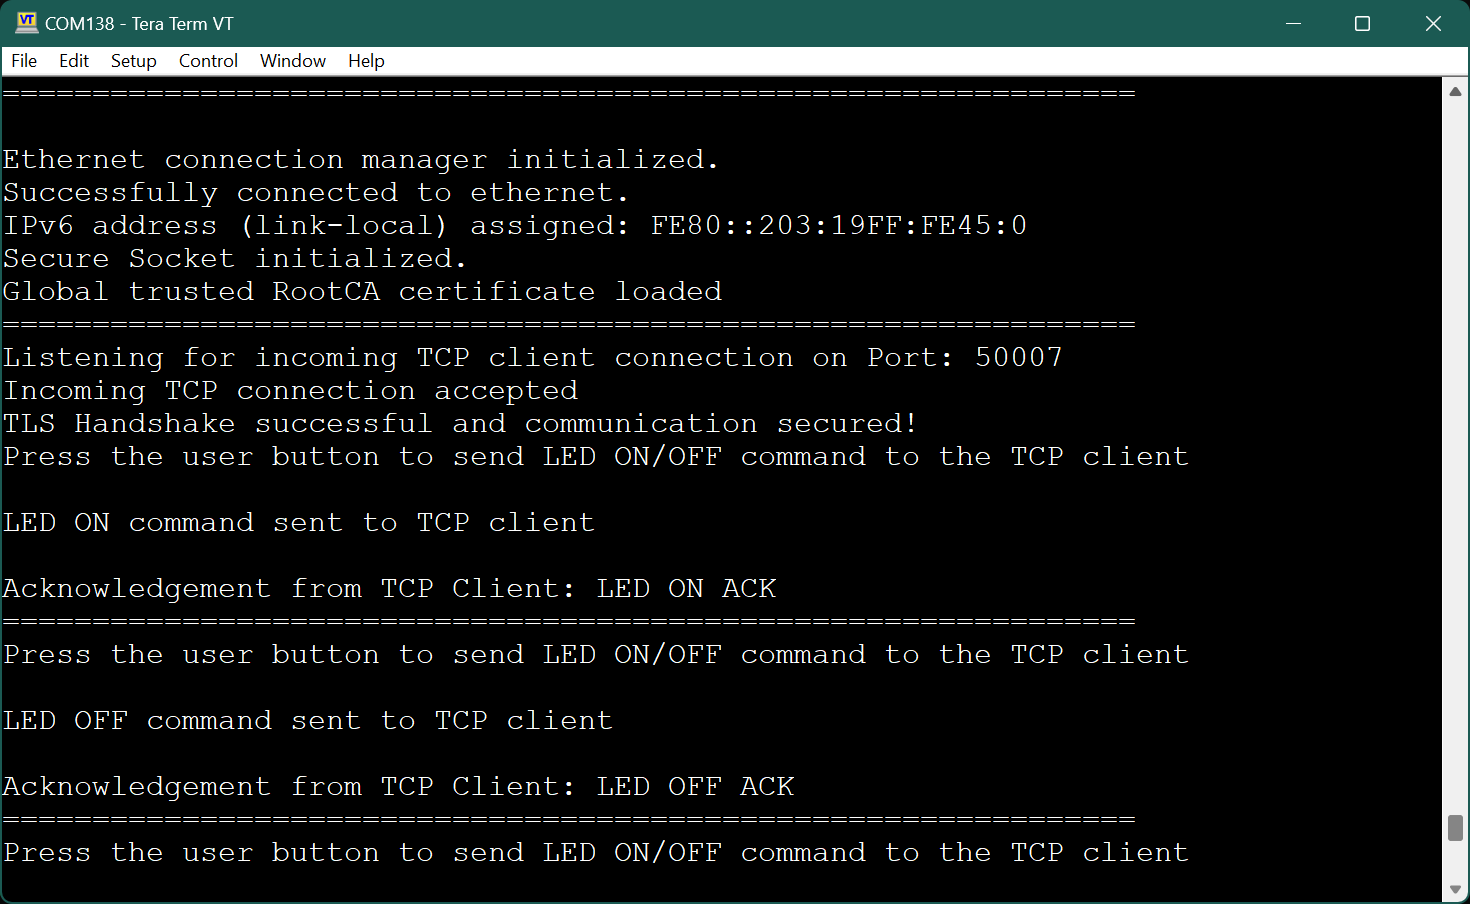 VT COM138 - Tera Term VT
File Edit Setup Control Window Help
===============================================================
Ethernet connection manager initialized.
Successfully connected to ethernet.
IPv6 address (link-local) assigned: FE80::203:19FF:FE45:0
Secure Socket initialized.
Global trusted RootCA certificate loaded
===============================================================
Listening for incoming TCP client connection on Port: 50007
Incoming TCP connection accepted
TLS Handshake successful and communication secured!
Press the user button to send LED ON/OFF command to the TCP client
LED ON command sent to TCP client
Acknowledgement from TCP Client: LED ON ACK
===============================================================
Press the user button to send LED ON/OFF command to the TCP client
LED OFF command sent to TCP client
Acknowledgement from TCP Client: LED OFF ACK
===============================================================
Press the user button to send LED ON/OFF command to the TCP client